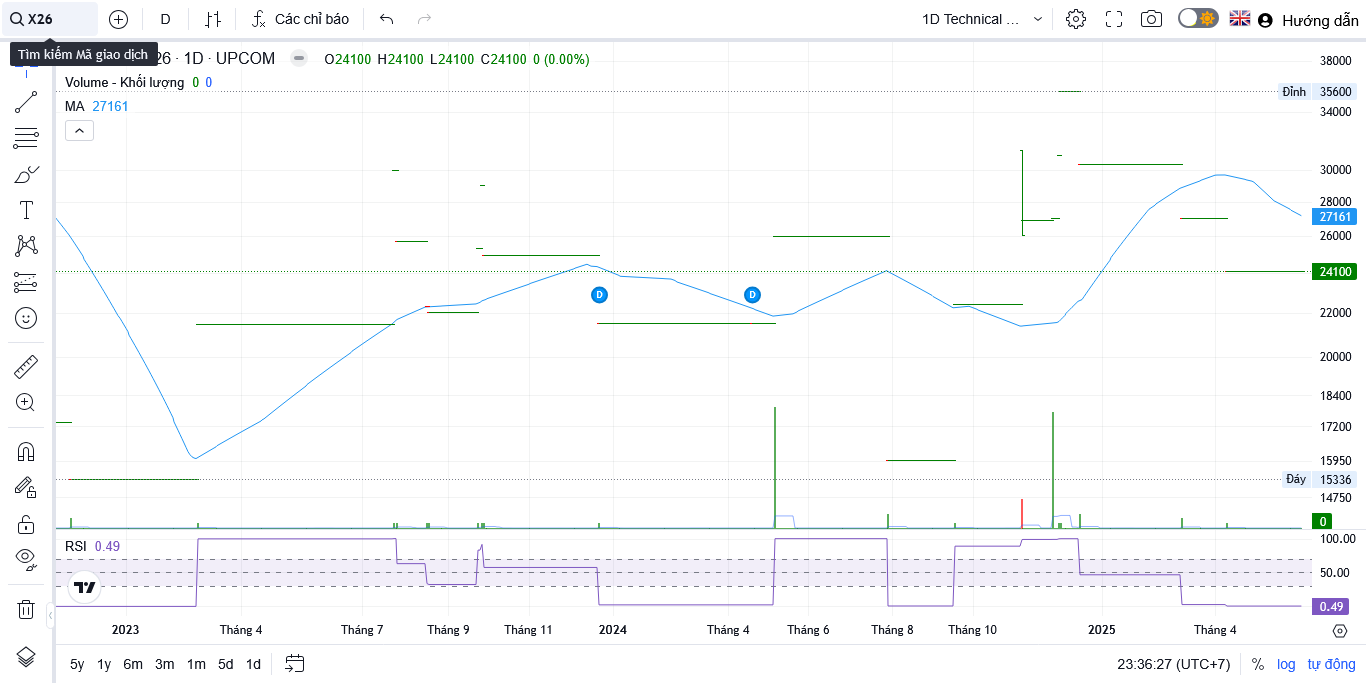 X26 D Các chỉ báo 1D Technical ... Hướng dẫn
Tìm kiếm Mã giao dịch
26 · 1D · UPCOM O24100 H24100 L24100 C24100 0 (0.00%)
Volume - Khối lượng 0 0
MA 27161
38000
Đỉnh 35600
34000
30000
28000
27161
26000
24100
D D
22000
20000
18400
17200
15950
Đáy 15336
14750
0
RSI 0.49
100.00
50.00
0.49
2023 Tháng 4 Tháng 7 Tháng 9 Tháng 11 2024 Tháng 4 Tháng 6 Tháng 8 Tháng 10 2025 Tháng 4
5y 1y 6m 3m 1m 5d 1d 23:36:27 (UTC+7) % log tự động